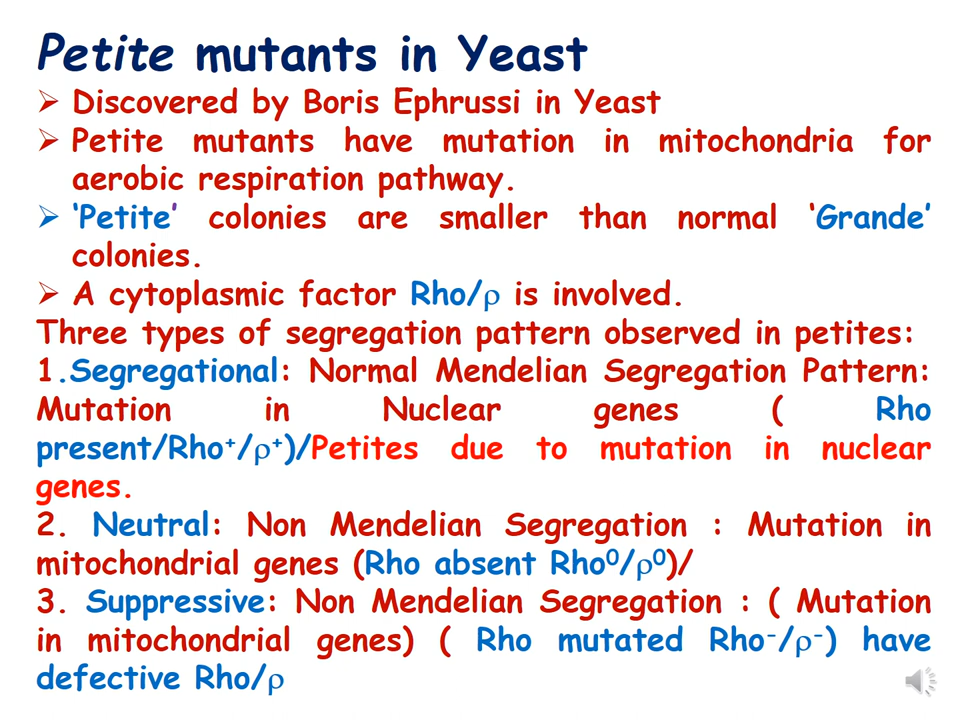 Petite mutants in Yeast
➢ Discovered by Boris Ephrussi in Yeast
➢ Petite mutants have mutation in mitochondria for
aerobic respiration pathway.
➢ ‘Petite’ colonies are smaller than normal ‘Grande’
colonies.
➢ A cytoplasmic factor Rho/ρ is involved.
Three types of segregation pattern observed in petites:
1.Segregational: Normal Mendelian Segregation Pattern:
Mutation in Nuclear genes ( Rho
present/Rho⁺/ρ⁺)/Petites due to mutation in nuclear
genes.
2. Neutral: Non Mendelian Segregation : Mutation in
mitochondrial genes (Rho absent Rho⁰/ρ⁰)/
3. Suppressive: Non Mendelian Segregation : ( Mutation
in mitochondrial genes) ( Rho mutated Rho⁻/ρ⁻) have
defective Rho/ρ